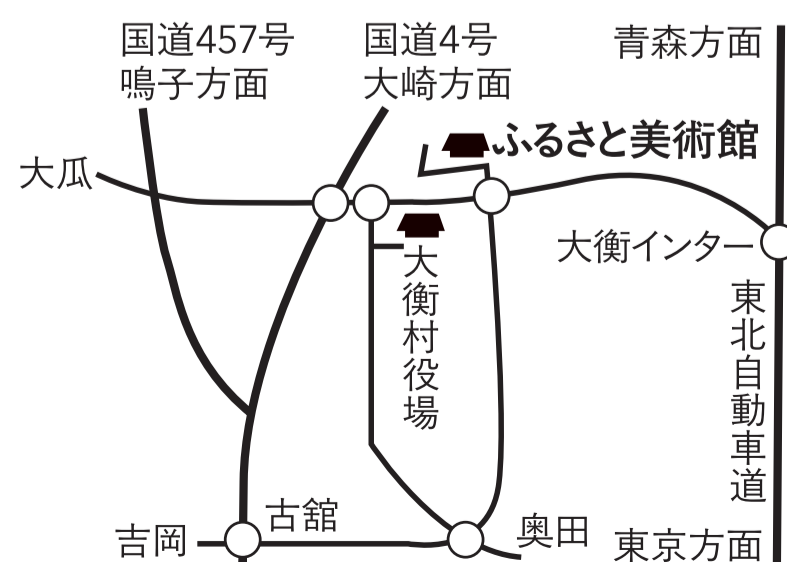 国道457号
鳴子方面
国道4号
大崎方面
青森方面
ふるさと美術館
大瓜
大衡インター
大衡村役場
東北自動車道
古舘
吉岡
奥田
東京方面